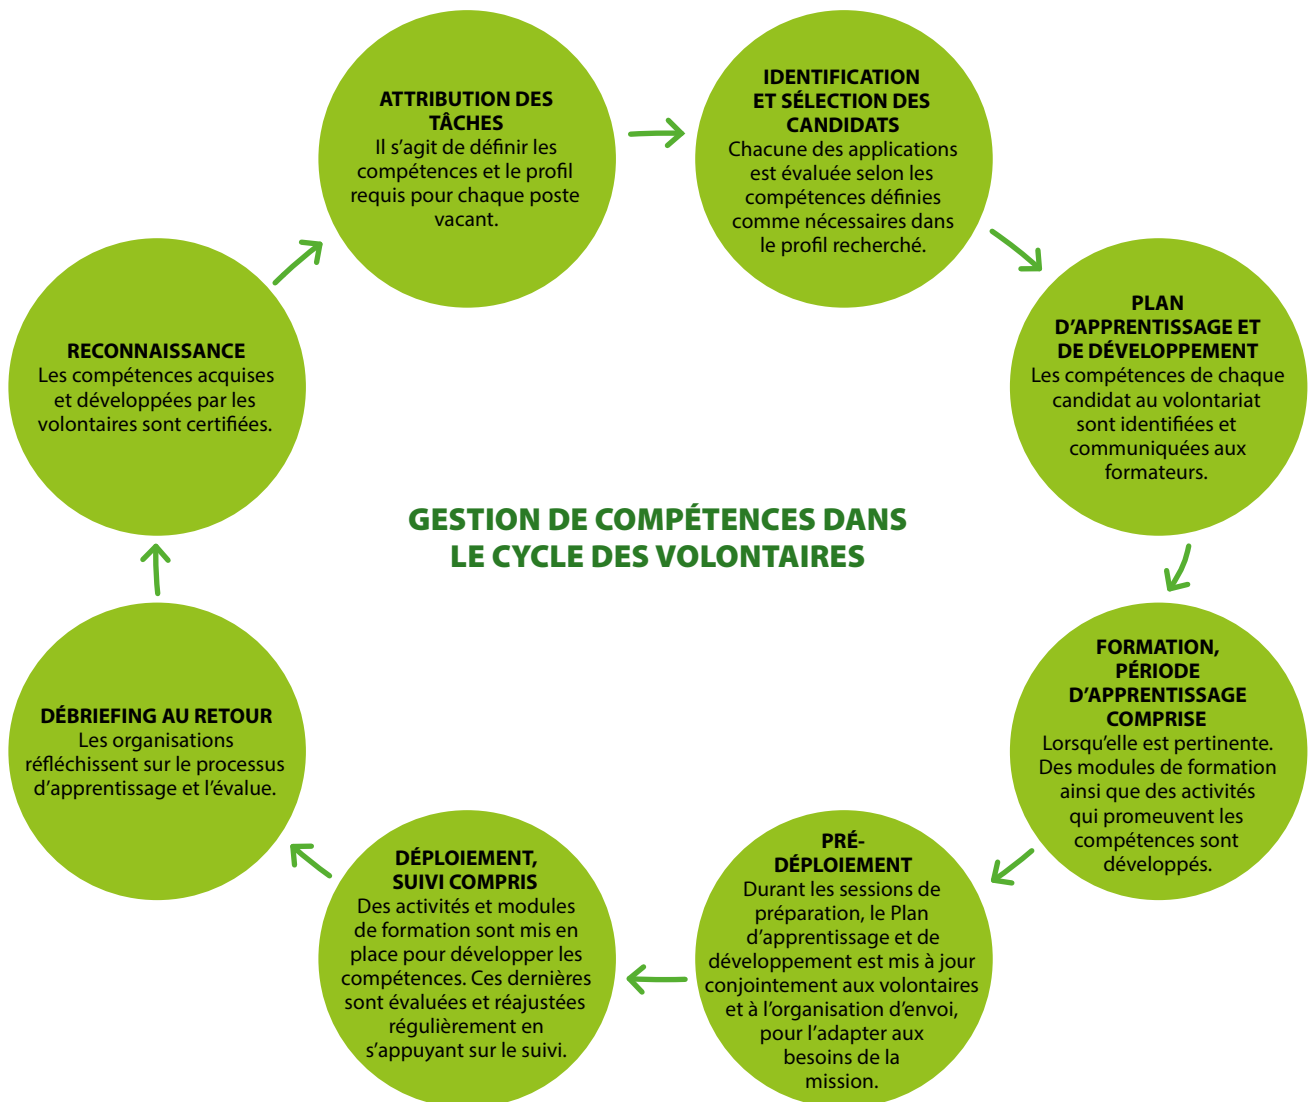 ATTRIBUTION DES
TÂCHES
Il s'agit de définir les
compétences et le profil
requis pour chaque poste
vacant.
IDENTIFICATION
ET SÉLECTION DES
CANDIDATS
Chacune des applications
est évaluée selon les
compétences définies
comme nécessaires dans
le profil recherché.
PLAN
D'APPRENTISSAGE ET
DE DÉVELOPPEMENT
Les compétences de chaque
candidat au volontariat
sont identifiées et
communiquées aux
formateurs.
FORMATION,
PÉRIODE
D'APPRENTISSAGE
COMPRISE
Lorsqu'elle est pertinente.
Des modules de formation
ainsi que des activités
qui promeuvent les
compétences sont
développés.
PRÉ-
DÉPLOIEMENT
Durant les sessions de
préparation, le Plan
d'apprentissage et de
développement est mis à jour
conjointement aux volontaires
et à l'organisation d'envoi,
pour l'adapter aux
besoins de la
mission.
DÉPLOIEMENT,
SUIVI COMPRIS
Des activités et modules
de formation sont mis en
place pour développer les
compétences. Ces dernières
sont évaluées et réajustées
régulièrement en
s'appuyant sur le suivi.
DÉBRIEFING AU RETOUR
Les organisations
réfléchissent sur le processus
d'apprentissage et l'évalue.
RECONNAISSANCE
Les compétences acquises
et développées par les
volontaires sont certifiées.
GESTION DE COMPÉTENCES DANS
LE CYCLE DES VOLONTAIRES